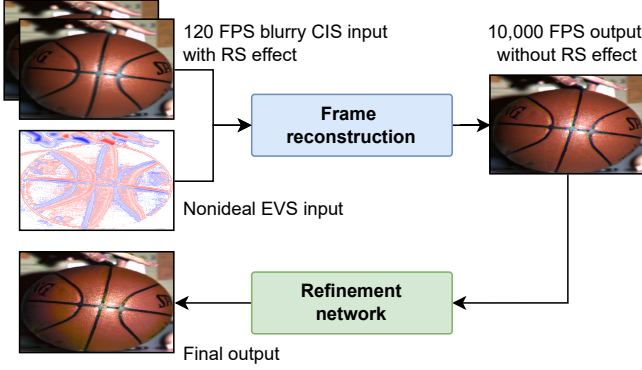 120 FPS blurry CIS input
with RS effect
10,000 FPS output
without RS effect
Frame
reconstruction
Nonideal EVS input
Refinement
network
Final output